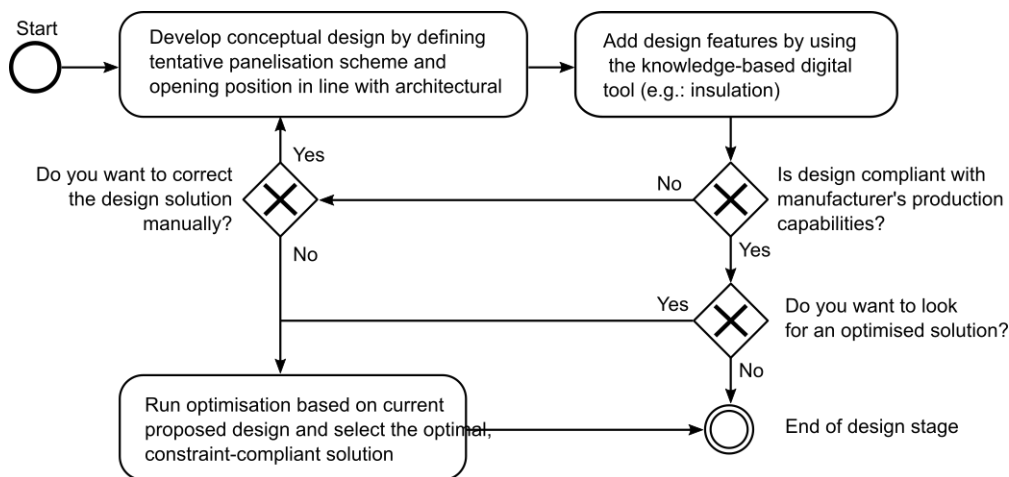 Start
Develop conceptual design by defining
tentative panelisation scheme and
opening position in line with architectural
Add design features by using
the knowledge-based digital
tool (e.g.: insulation)
Yes
Do you want to correct
the design solution
manually?
No
No
Is design compliant with
manufacturer's production
capabilities?
Yes
Yes
Do you want to look
for an optimised solution?
No
Run optimisation based on current
proposed design and select the optimal,
constraint-compliant solution
End of design stage